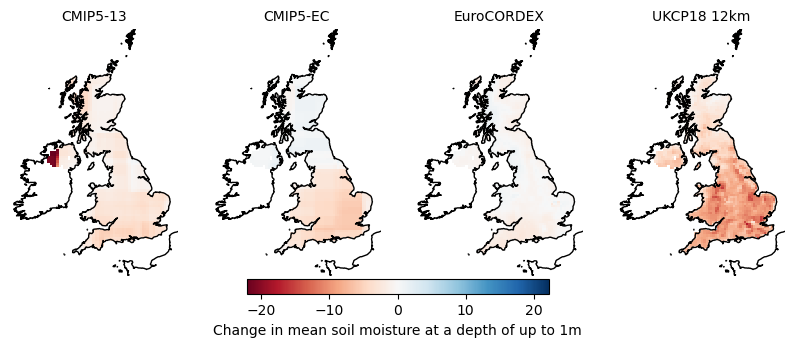 CMIP5-13 CMIP5-EC EuroCORDEX UKCP18 12km
−20 −10 0 10 20
Change in mean soil moisture at a depth of up to 1m